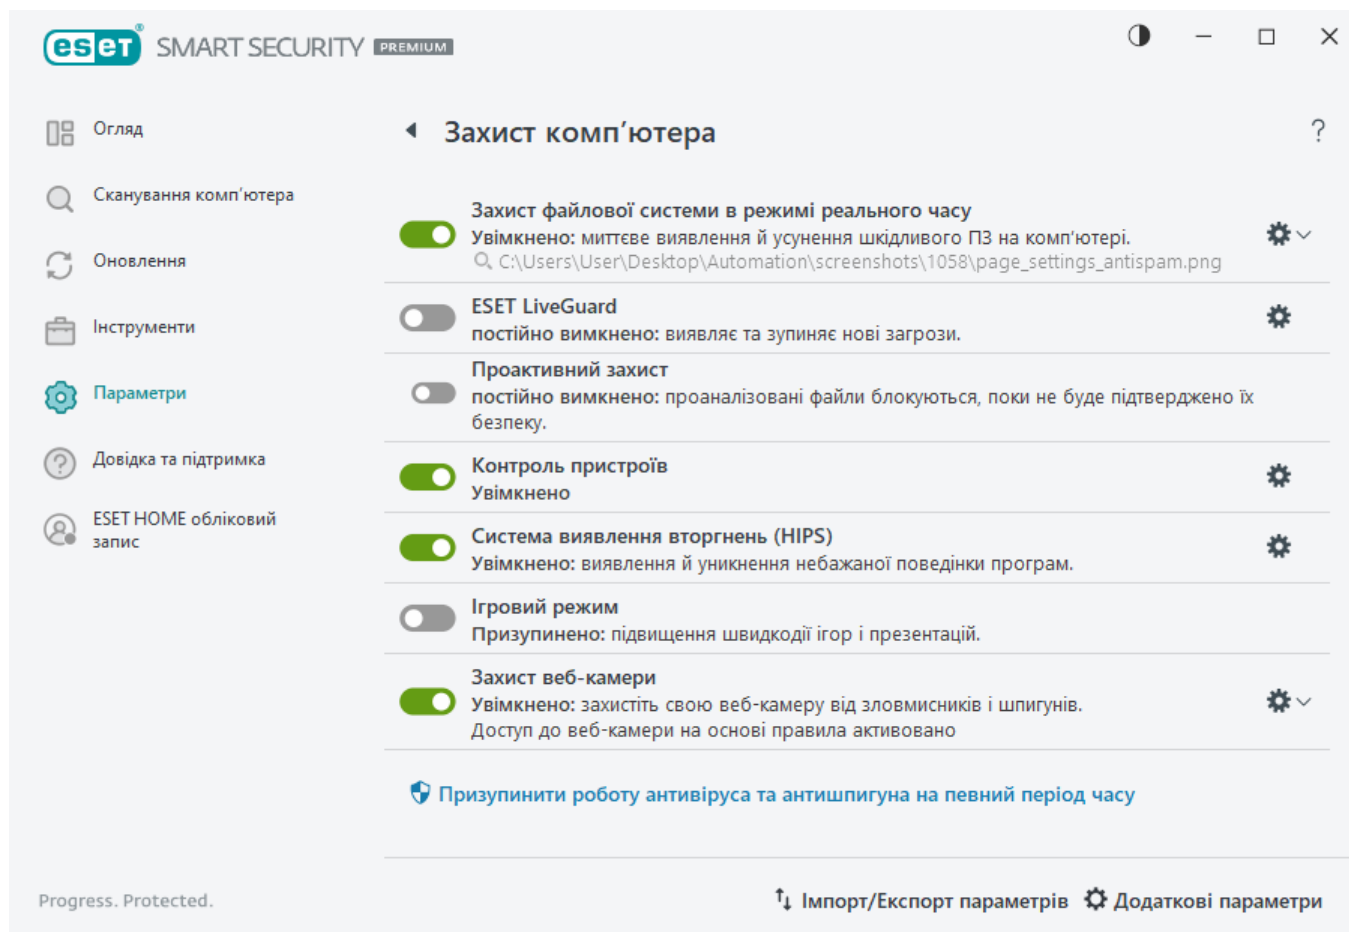 eset® SMART SECURITY PREMIUM
Огляд
Сканування комп'ютера
Оновлення
Інструменти
Параметри
Довідка та підтримка
ESET HOME обліковий
запис
Захист комп'ютера
?
Захист файлової системи в режимі реального часу
Увімкнено: миттєве виявлення й усунення шкідливого ПЗ на комп'ютері.
C:\Users\User\Desktop\Automation\screenshots\1058\page_settings_antispam.png
ESET LiveGuard
постійно вимкнено: виявляє та зупиняє нові загрози.
Проактивний захист
постійно вимкнено: проаналізовані файли блокуються, поки не буде підтверджено їх
безпеку.
Контроль пристроїв
Увімкнено
Система виявлення вторгнень (HIPS)
Увімкнено: виявлення й уникнення небажаної поведінки програм.
Ігровий режим
Призупинено: підвищення швидкодії ігор і презентацій.
Захист веб-камери
Увімкнено: захистіть свою веб-камеру від зловмисників і шпигунів.
Доступ до веб-камери на основі правила активовано
Призупинити роботу антивіруса та антишпигуна на певний період часу
Progress. Protected.
Імпорт/Експорт параметрів Додаткові параметри